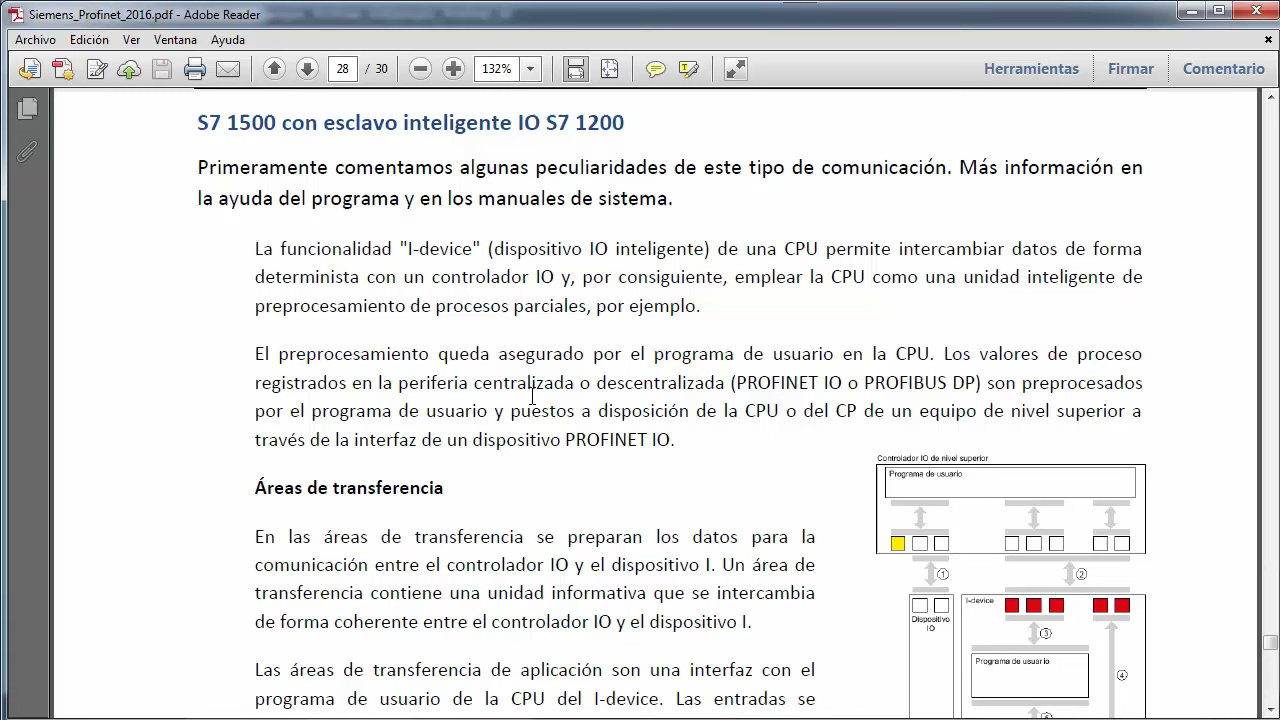 Siemens_Profinet_2016.pdf - Adobe Reader
Archivo Edición Ver Ventana Ayuda
28 / 30 132% Herramientas Firmar Comentario
S7 1500 con esclavo inteligente IO S7 1200
Primeramente comentamos algunas peculiaridades de este tipo de comunicación. Más información en
la ayuda del programa y en los manuales de sistema.
La funcionalidad "I-device" (dispositivo IO inteligente) de una CPU permite intercambiar datos de forma
determinista con un controlador IO y, por consiguiente, emplear la CPU como una unidad inteligente de
preprocesamiento de procesos parciales, por ejemplo.
El preprocesamiento queda asegurado por el programa de usuario en la CPU. Los valores de proceso
registrados en la periferia centralizada o descentralizada (PROFINET IO o PROFIBUS DP) son preprocesados
por el programa de usuario y puestos a disposición de la CPU o del CP de un equipo de nivel superior a
través de la interfaz de un dispositivo PROFINET IO.
Áreas de transferencia
En las áreas de transferencia se preparan los datos para la
comunicación entre el controlador IO y el dispositivo I. Un área de
transferencia contiene una unidad informativa que se intercambia
de forma coherente entre el controlador IO y el dispositivo I.
Las áreas de transferencia de aplicación son una interfaz con el
programa de usuario de la CPU del I-device. Las entradas se
Controlador IO de nivel superior
Programa de usuario
① ②
I-device
Dispositivo
IO
③
Programa de usuario
④